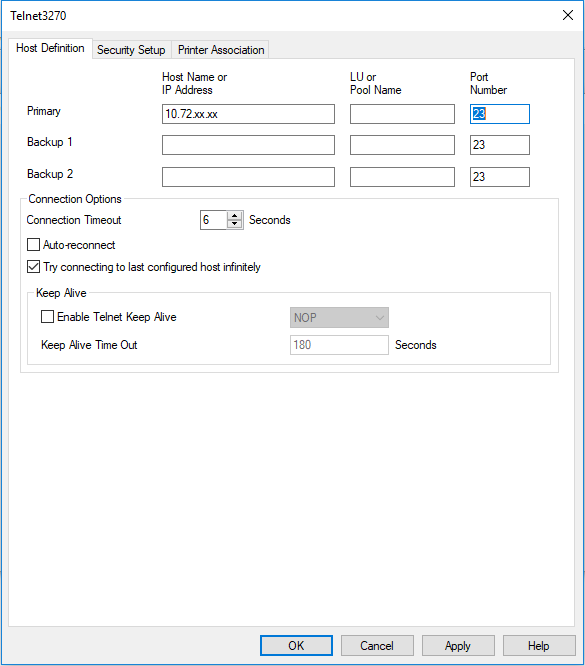 Telnet3270
Host Definition Security Setup Printer Association
Host Name or IP Address LU or Pool Name Port Number
Primary 10.72.xx.xx 23
Backup 1 23
Backup 2 23
Connection Options
Connection Timeout 6 Seconds
Auto-reconnect
Try connecting to last configured host infinitely
Keep Alive
Enable Telnet Keep Alive NOP
Keep Alive Time Out 180 Seconds
OK Cancel Apply Help